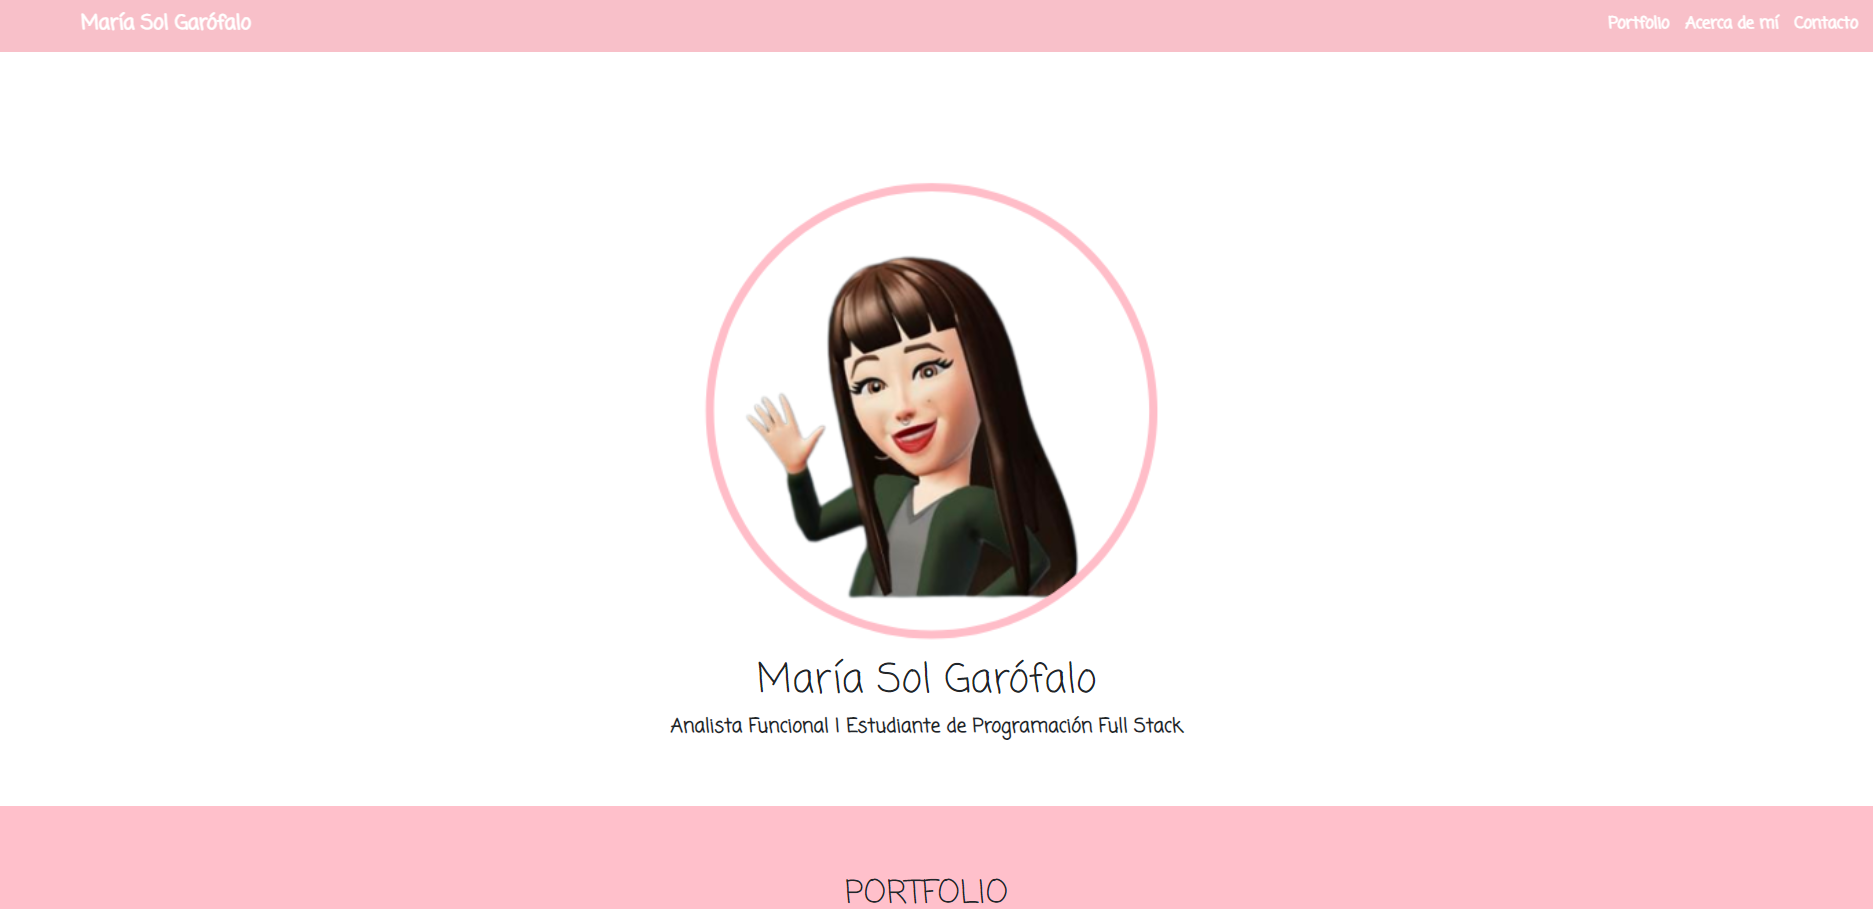 María Sol Garófalo
Portfolio Acerca de mí Contacto
María Sol Garófalo
Analista Funcional | Estudiante de Programación Full Stack
PORTFOLIO